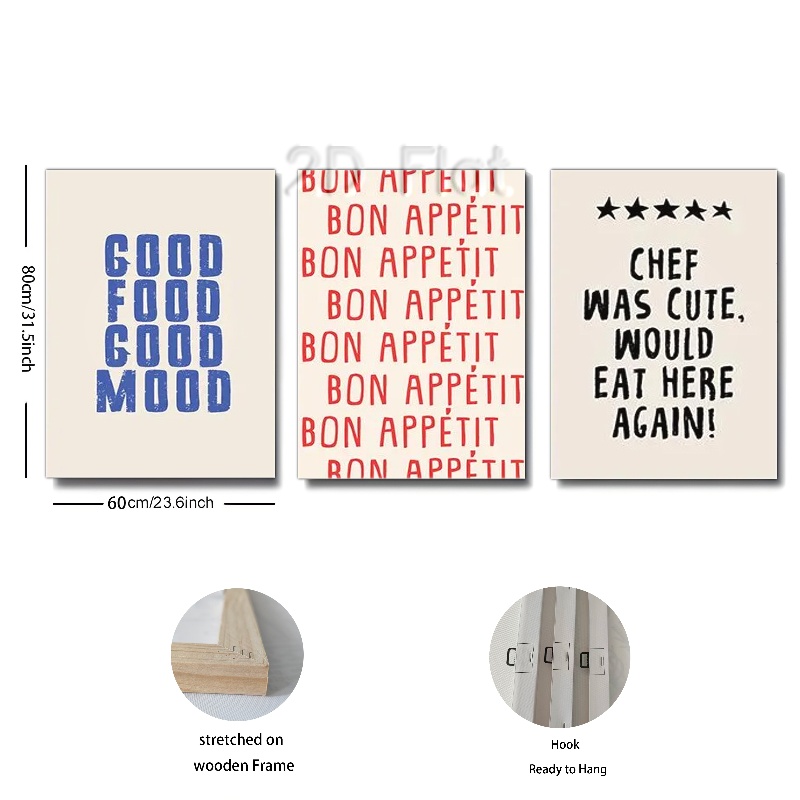 2D Flat.
GOOD
FOOD
GOOD
MOOD
BON APPÉTIT
BON APPÉTIT
BON APPÉTIT
BON APPÉTIT
BON APPÉTIT
BON APPÉTIT
BON APPÉTIT
BON APPÉTIT
★★★★★
CHEF
WAS CUTE,
WOULD
EAT HERE
AGAIN!
80cm/31.5inch
60cm/23.6inch
stretched on
wooden Frame
Hook
Ready to Hang